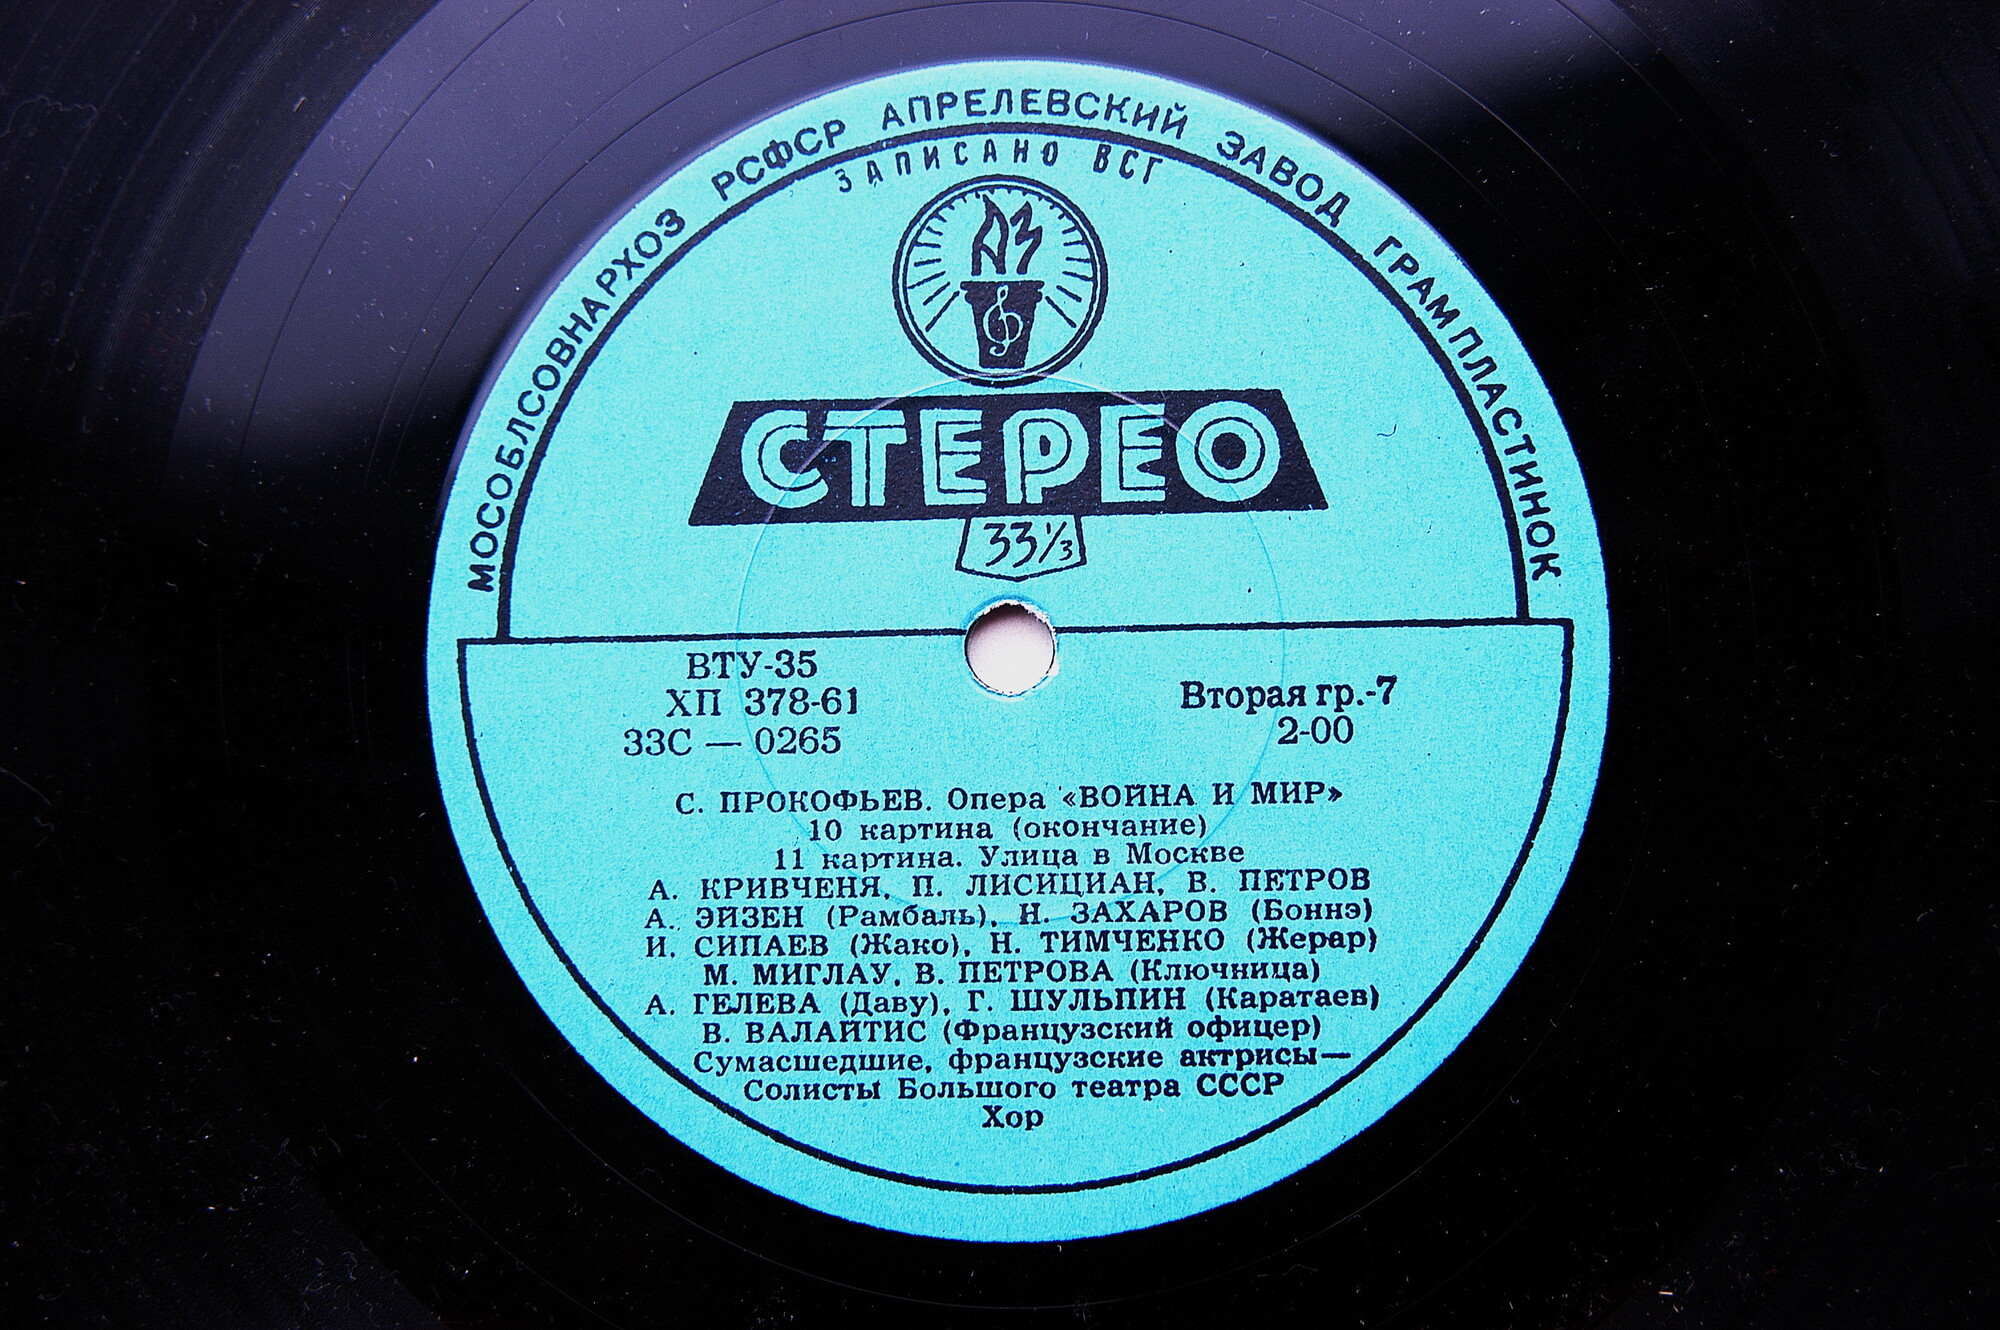 МОСОБЛСОВНАРХОЗ РСФСР АПРЕЛЕВСКИЙ ЗАВОД ГРАМПЛАСТИНОК
ЗАПИСАНО ВСГ
АЗ
СТЕРЕО
33⅓
ВТУ-35
ХП 378-61
33С — 0265
Вторая гр.-7
2-00
С. ПРОКОФЬЕВ. Опера «ВОЙНА И МИР»
10 картина (окончание)
11 картина. Улица в Москве
А. КРИВЧЕНЯ, П. ЛИСИЦИАН, В. ПЕТРОВ
А. ЭЙЗЕН (Рамбаль), Н. ЗАХАРОВ (Боннэ)
И. СИПАЕВ (Жако), Н. ТИМЧЕНКО (Жерар)
М. МИГЛАУ, В. ПЕТРОВА (Ключница)
А. ГЕЛЕВА (Даву), Г. ШУЛЬПИН (Каратаев)
В. ВАЛАЙТИС (Французский офицер)
Сумасшедшие, французские актрисы—
Солисты Большого театра СССР
Хор